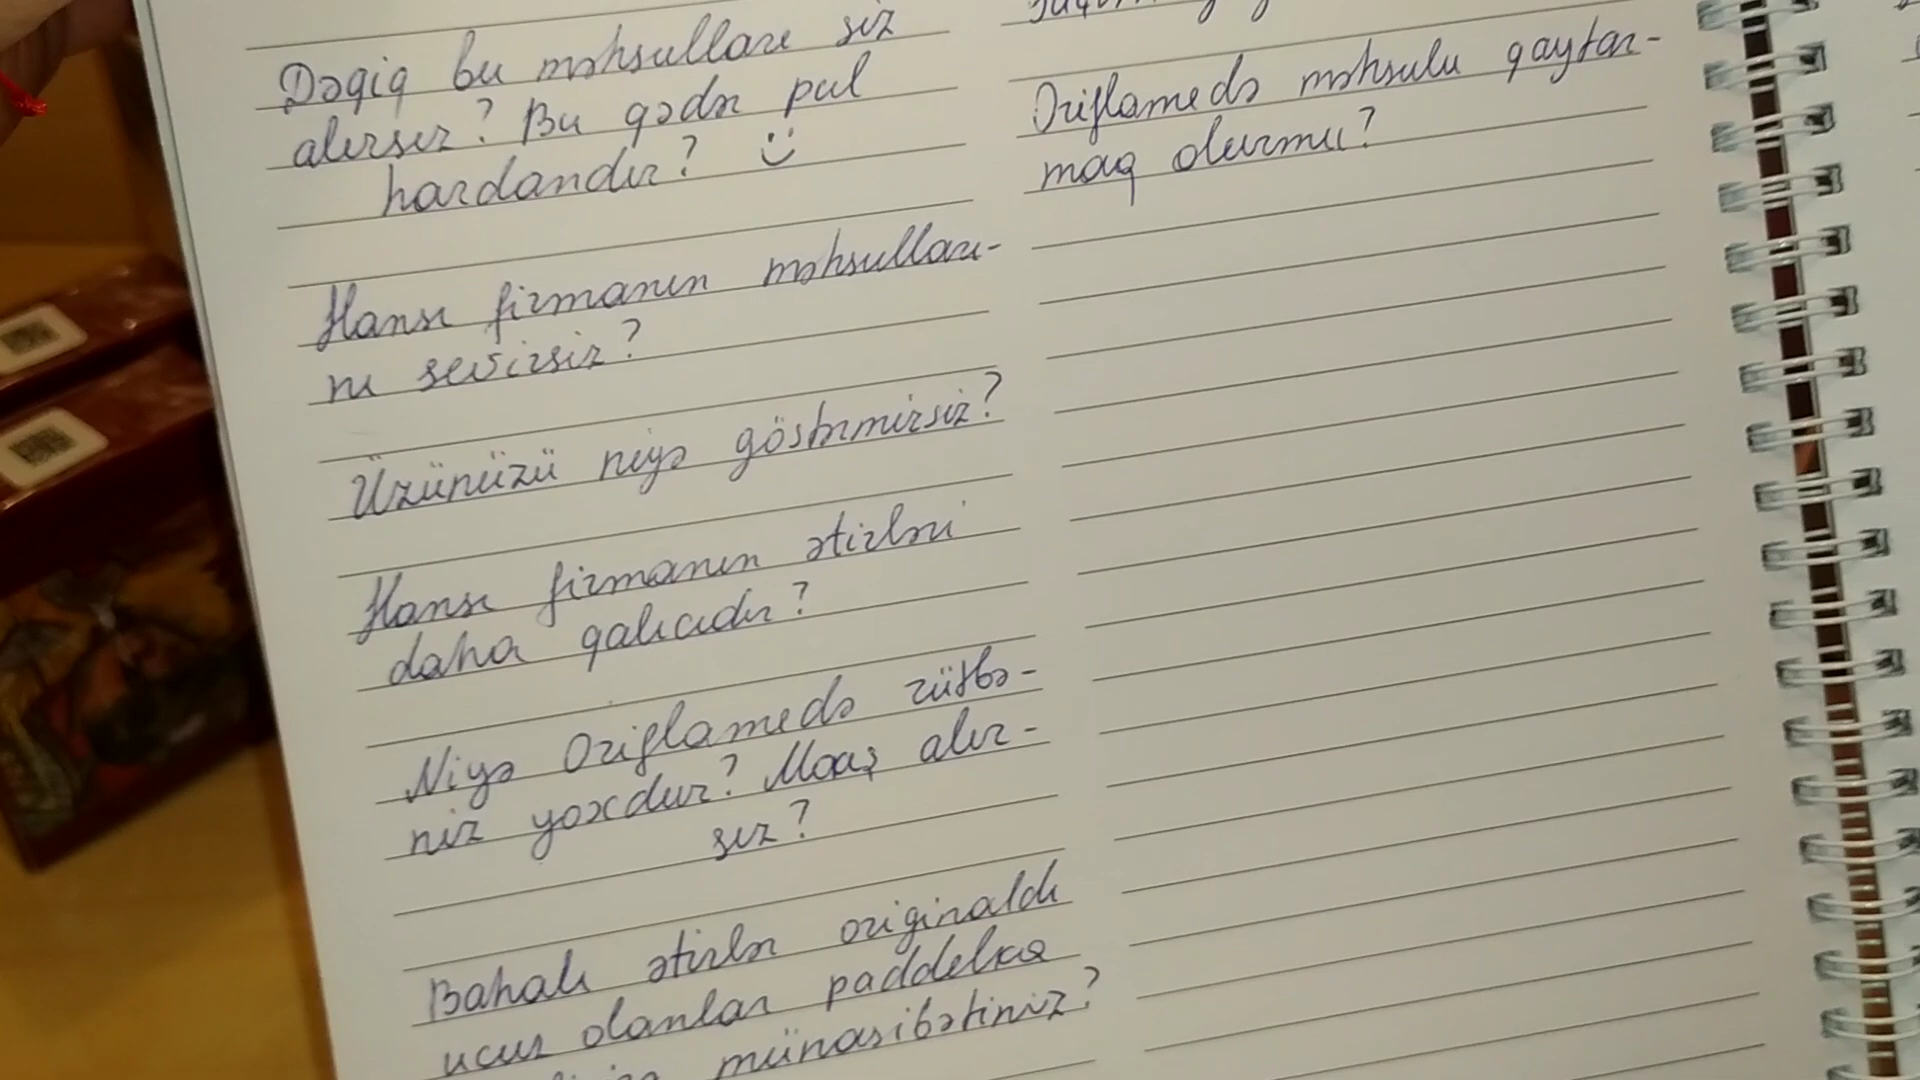 Dəqiq bu məhsulları siz
alırsız? Bu qədər pul
hardandır? :)
Hansı firmanın məhsulları-
nı sevirsiz?
Üzünüzü niyə göstərmirsiz?
Hansı firmanın ətirləri
daha qalıcıdır?
Niyə Oriflamedə rütbə-
niz yoxdur? Maaş alır-
sız?
Bahalı ətirlər originaldı
ucuz olanlar paddelka
münasibətiniz?
Oriflamedə məhsulu qaytar-
maq olurmu?